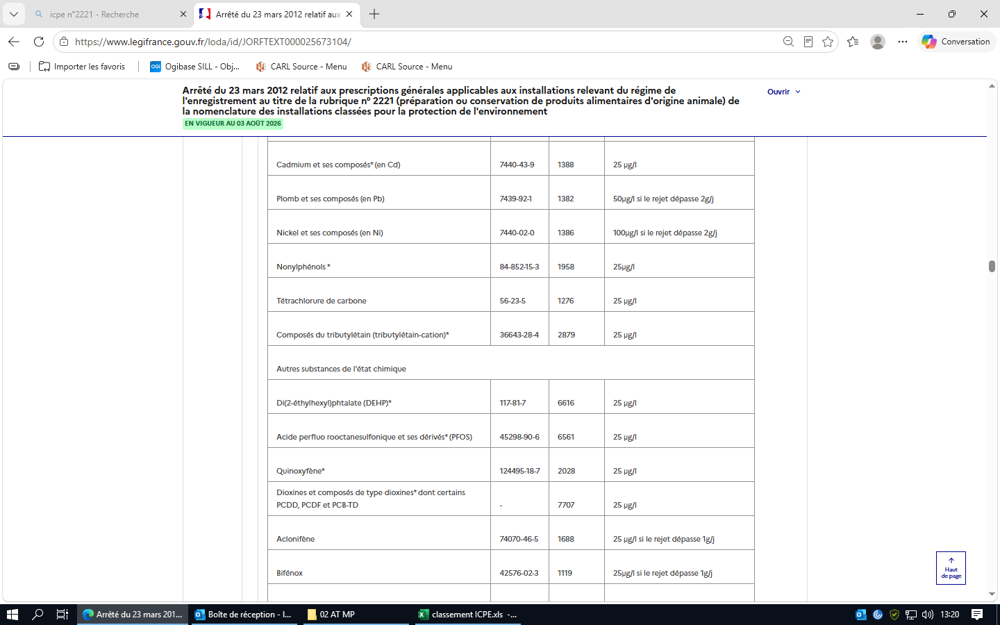 icpe n°2221 - Recherche
Arrêté du 23 mars 2012 relatif aux
https://www.legifrance.gouv.fr/loda/id/JORFTEXT000025673104/
Conversation
Importer les favoris
OGI Ogibase SILL - Obj...
CARL Source - Menu
CARL Source - Menu
Arrêté du 23 mars 2012 relatif aux prescriptions générales applicables aux installations relevant du régime de
l'enregistrement au titre de la rubrique n° 2221 (préparation ou conservation de produits alimentaires d'origine animale) de
la nomenclature des installations classées pour la protection de l'environnement
Ouvrir
EN VIGUEUR AU 03 AOÛT 2026
Cadmium et ses composés* (en Cd) 7440-43-9 1388 25 µg/l
Plomb et ses composés (en Pb) 7439-92-1 1382 50µg/l si le rejet dépasse 2g/j
Nickel et ses composés (en Ni) 7440-02-0 1386 100µg/l si le rejet dépasse 2g/j
Nonylphénols * 84-852-15-3 1958 25µg/l
Tétrachlorure de carbone 56-23-5 1276 25 µg/l
Composés du tributylétain (tributylétain-cation)* 36643-28-4 2879 25 µg/l
Autres substances de l'état chimique
Di(2-éthylhexyl)phtalate (DEHP)* 117-81-7 6616 25 µg/l
Acide perfluo rooctanesulfonique et ses dérivés* (PFOS) 45298-90-6 6561 25 µg/l
Quinoxyfène* 124495-18-7 2028 25 µg/l
Dioxines et composés de type dioxines* dont certains
PCDD, PCDF et PCB-TD - 7707 25 µg/l
Aclonifène 74070-46-5 1688 25 µg/l si le rejet dépasse 1g/j
Bifénox 42576-02-3 1119 25µg/l si le rejet dépasse 1g/j
Haut
de page
Arrêté du 23 mars 201...
Boîte de réception - I...
02 AT MP
classement ICPE.xls -...
13:20